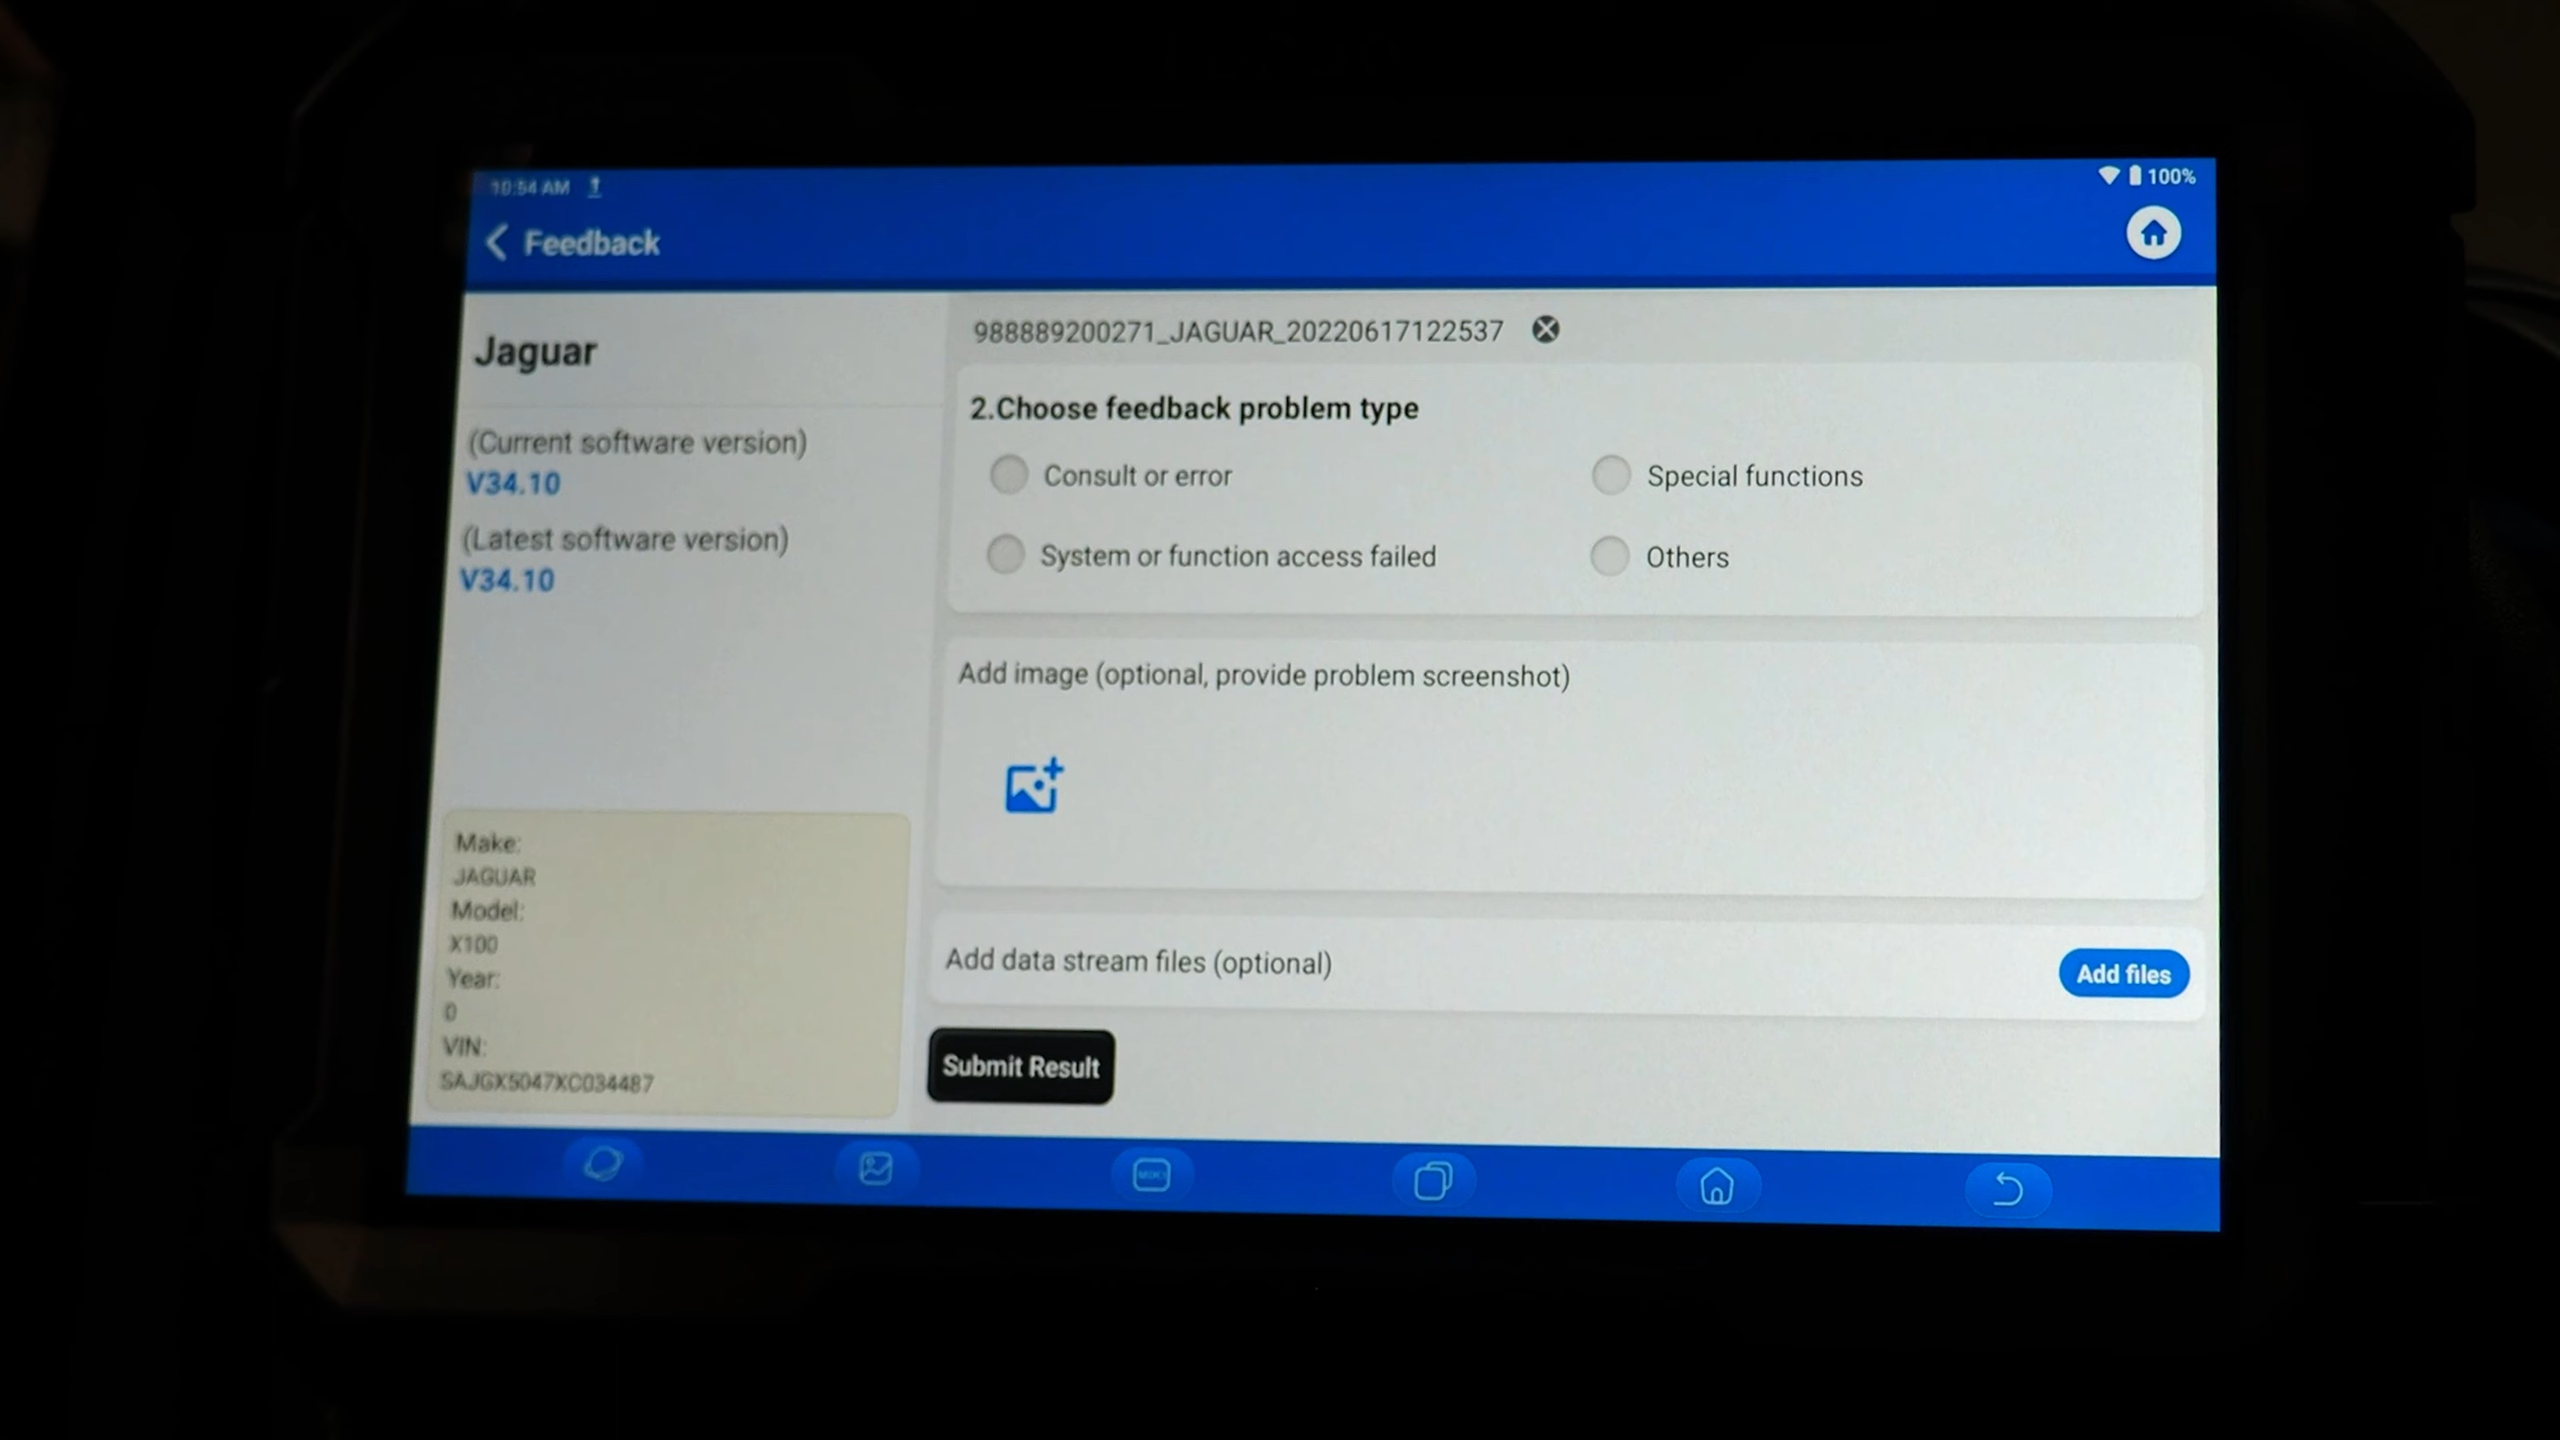 10:54 AM
100%
Feedback
Jaguar
(Current software version)
V34.10
(Latest software version)
V34.10
Make:
JAGUAR
Model:
X100
Year:
0
VIN:
SAJGX5047XC034487
988889200271_JAGUAR_20220617122537
2.Choose feedback problem type
Consult or error
Special functions
System or function access failed
Others
Add image (optional, provide problem screenshot)
Add data stream files (optional)
Add files
Submit Result